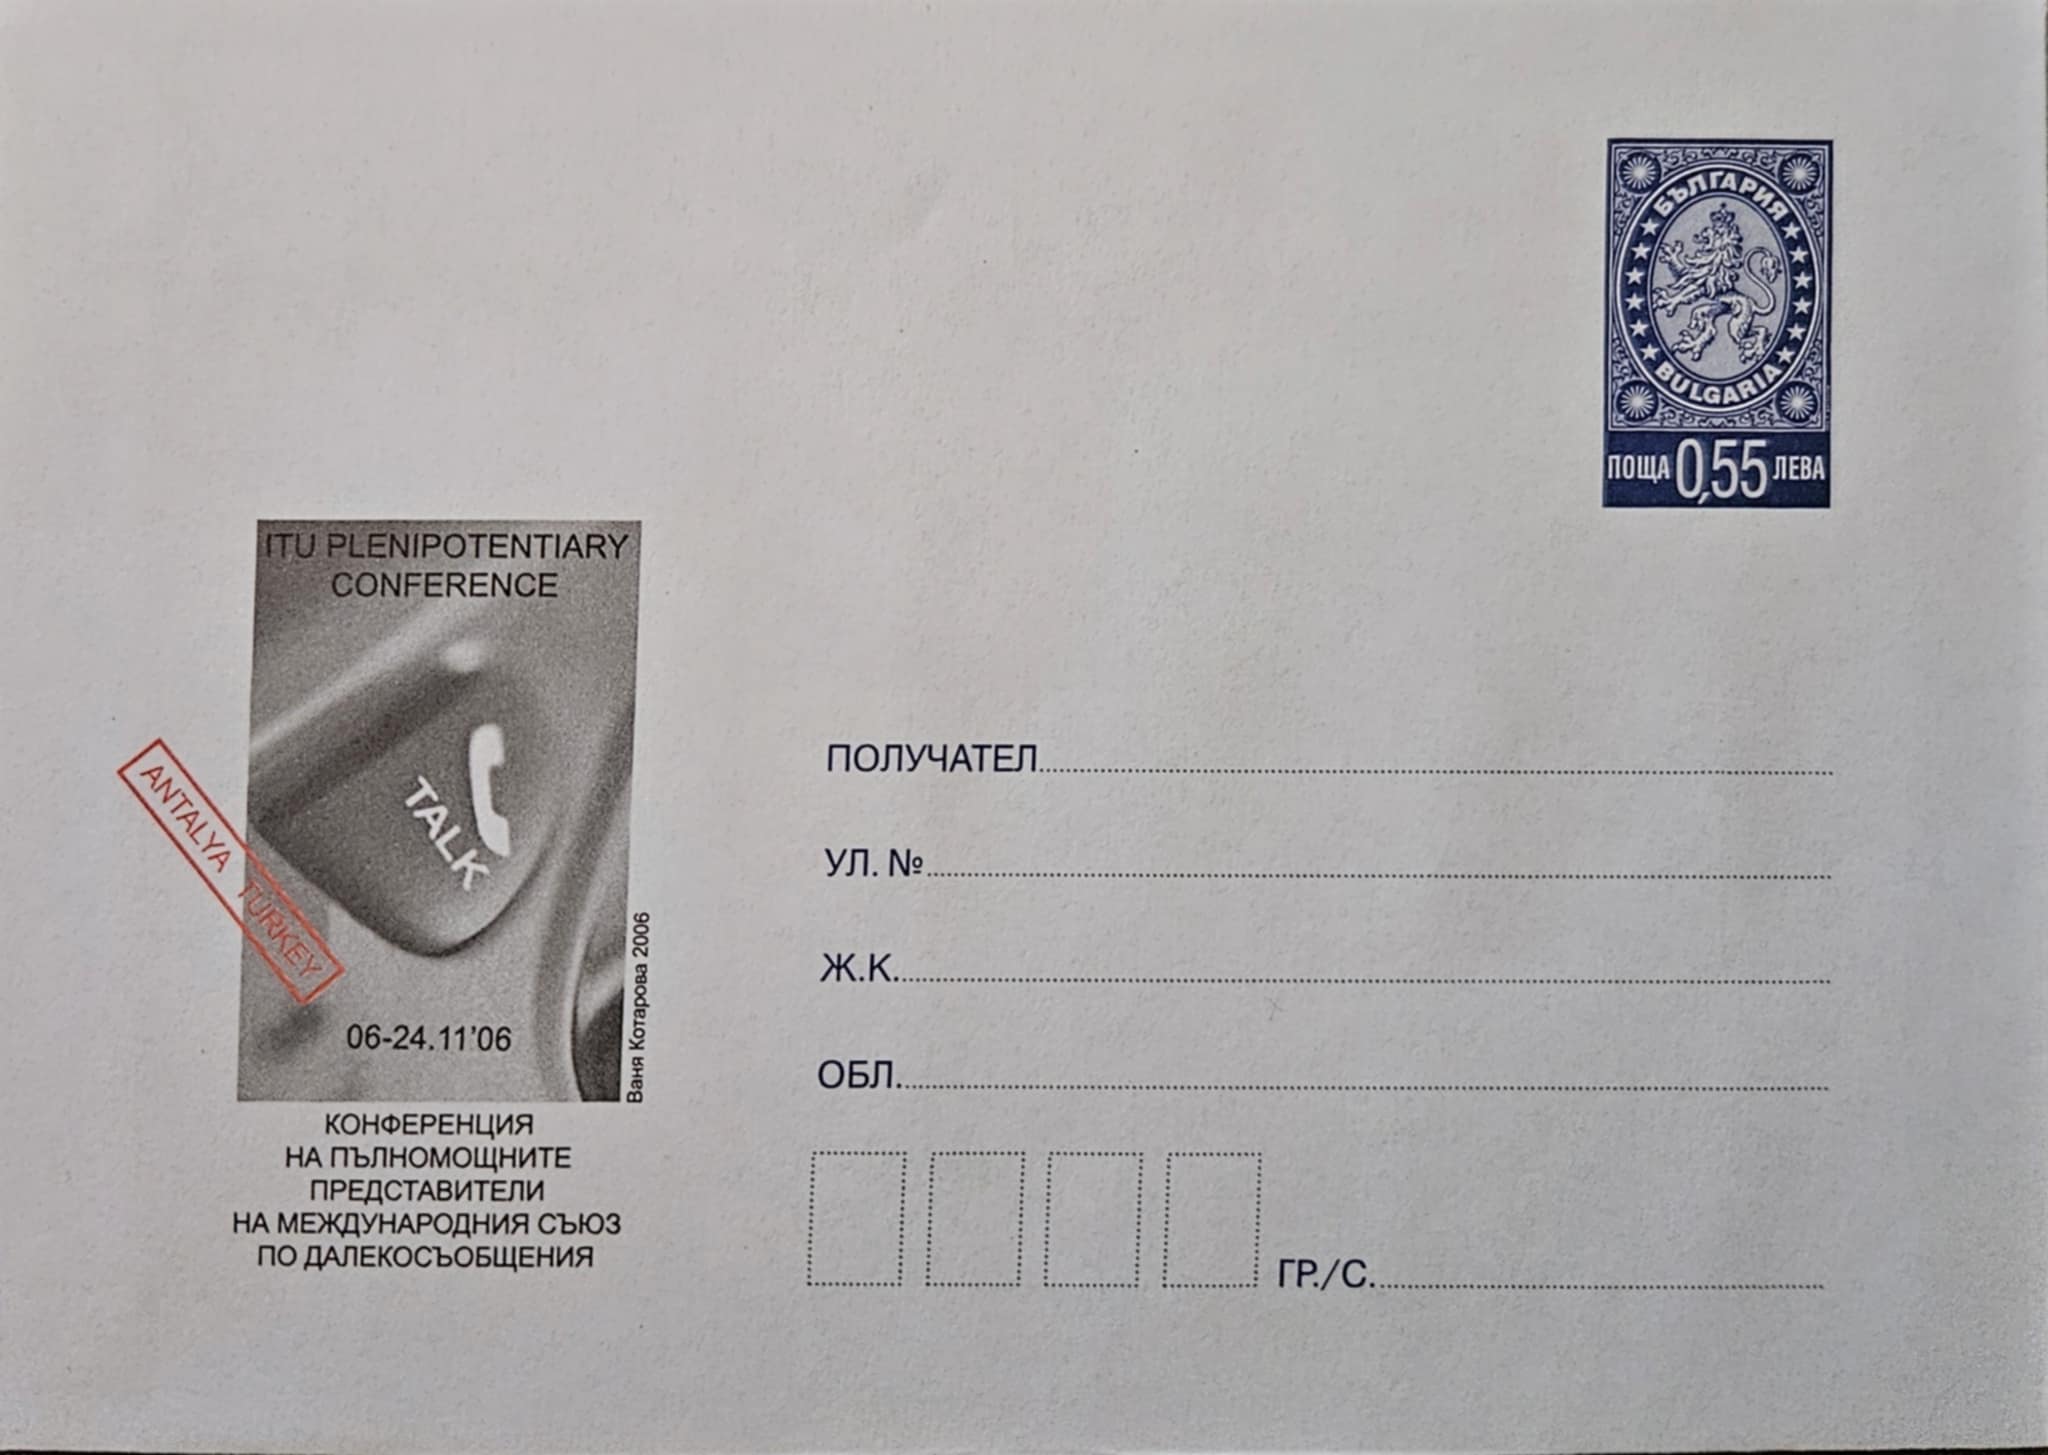 БЪЛГАРИЯ
BULGARIA
ПОЩА 0,55 ЛЕВА
ITU PLENIPOTENTIARY
CONFERENCE
TALK
ANTALYA TURKEY
06-24.11'06
Ваня Котарова 2006
КОНФЕРЕНЦИЯ
НА ПЪЛНОМОЩНИТЕ
ПРЕДСТАВИТЕЛИ
НА МЕЖДУНАРОДНИЯ СЪЮЗ
ПО ДАЛЕКОСЪОБЩЕНИЯ
ПОЛУЧАТЕЛ
УЛ. №
Ж.К.
ОБЛ.
ГР./С.